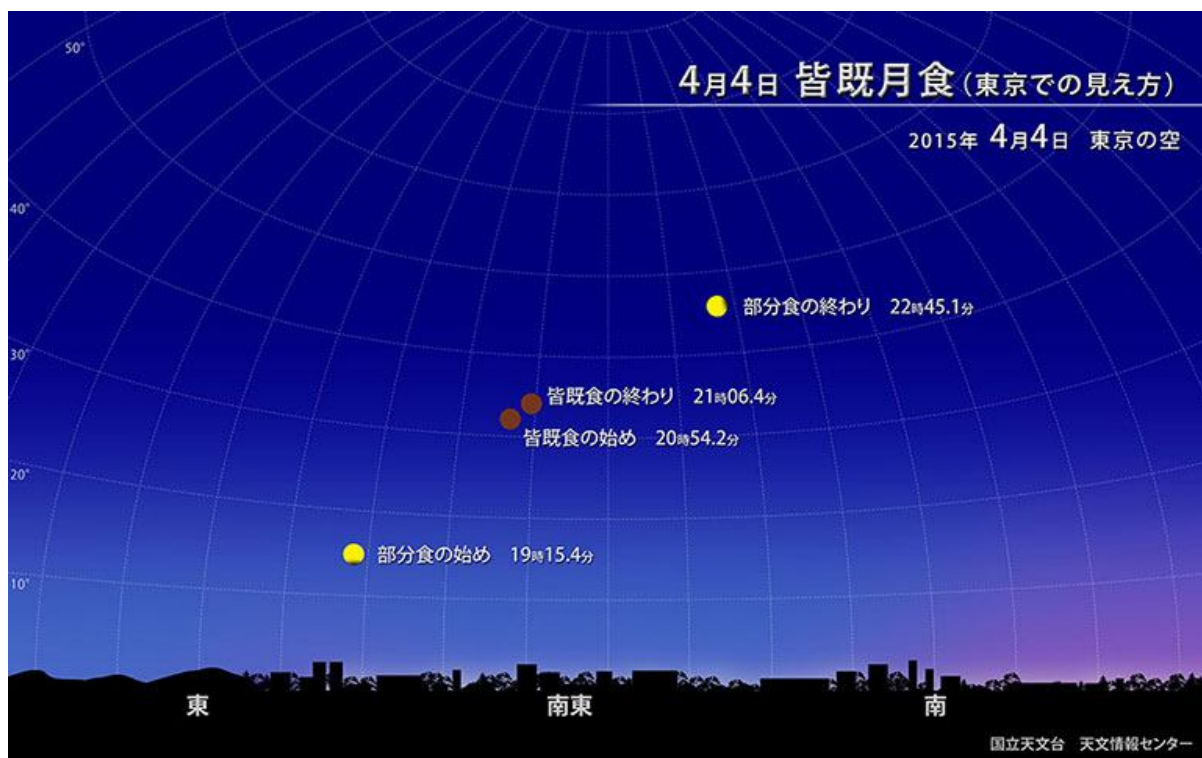 50°
4月4日 皆既月食（東京での見え方）
2015年 4月4日 東京の空
40°
部分食の終わり 22時45.1分
30°
皆既食の終わり 21時06.4分
皆既食の始め 20時54.2分
20°
部分食の始め 19時15.4分
10°
東 南東 南
国立天文台 天文情報センター